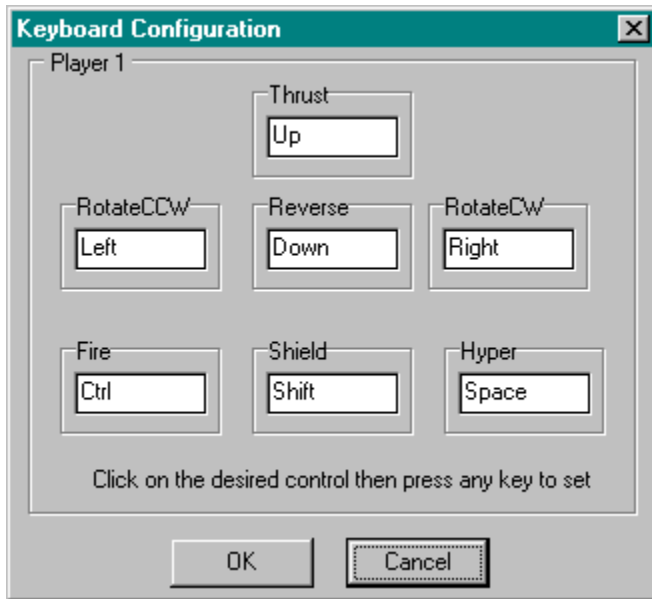 Keyboard Configuration
Player 1
Thrust
Up
RotateCCW Reverse RotateCW
Left Down Right
Fire Shield Hyper
Ctrl Shift Space
Click on the desired control then press any key to set
OK Cancel